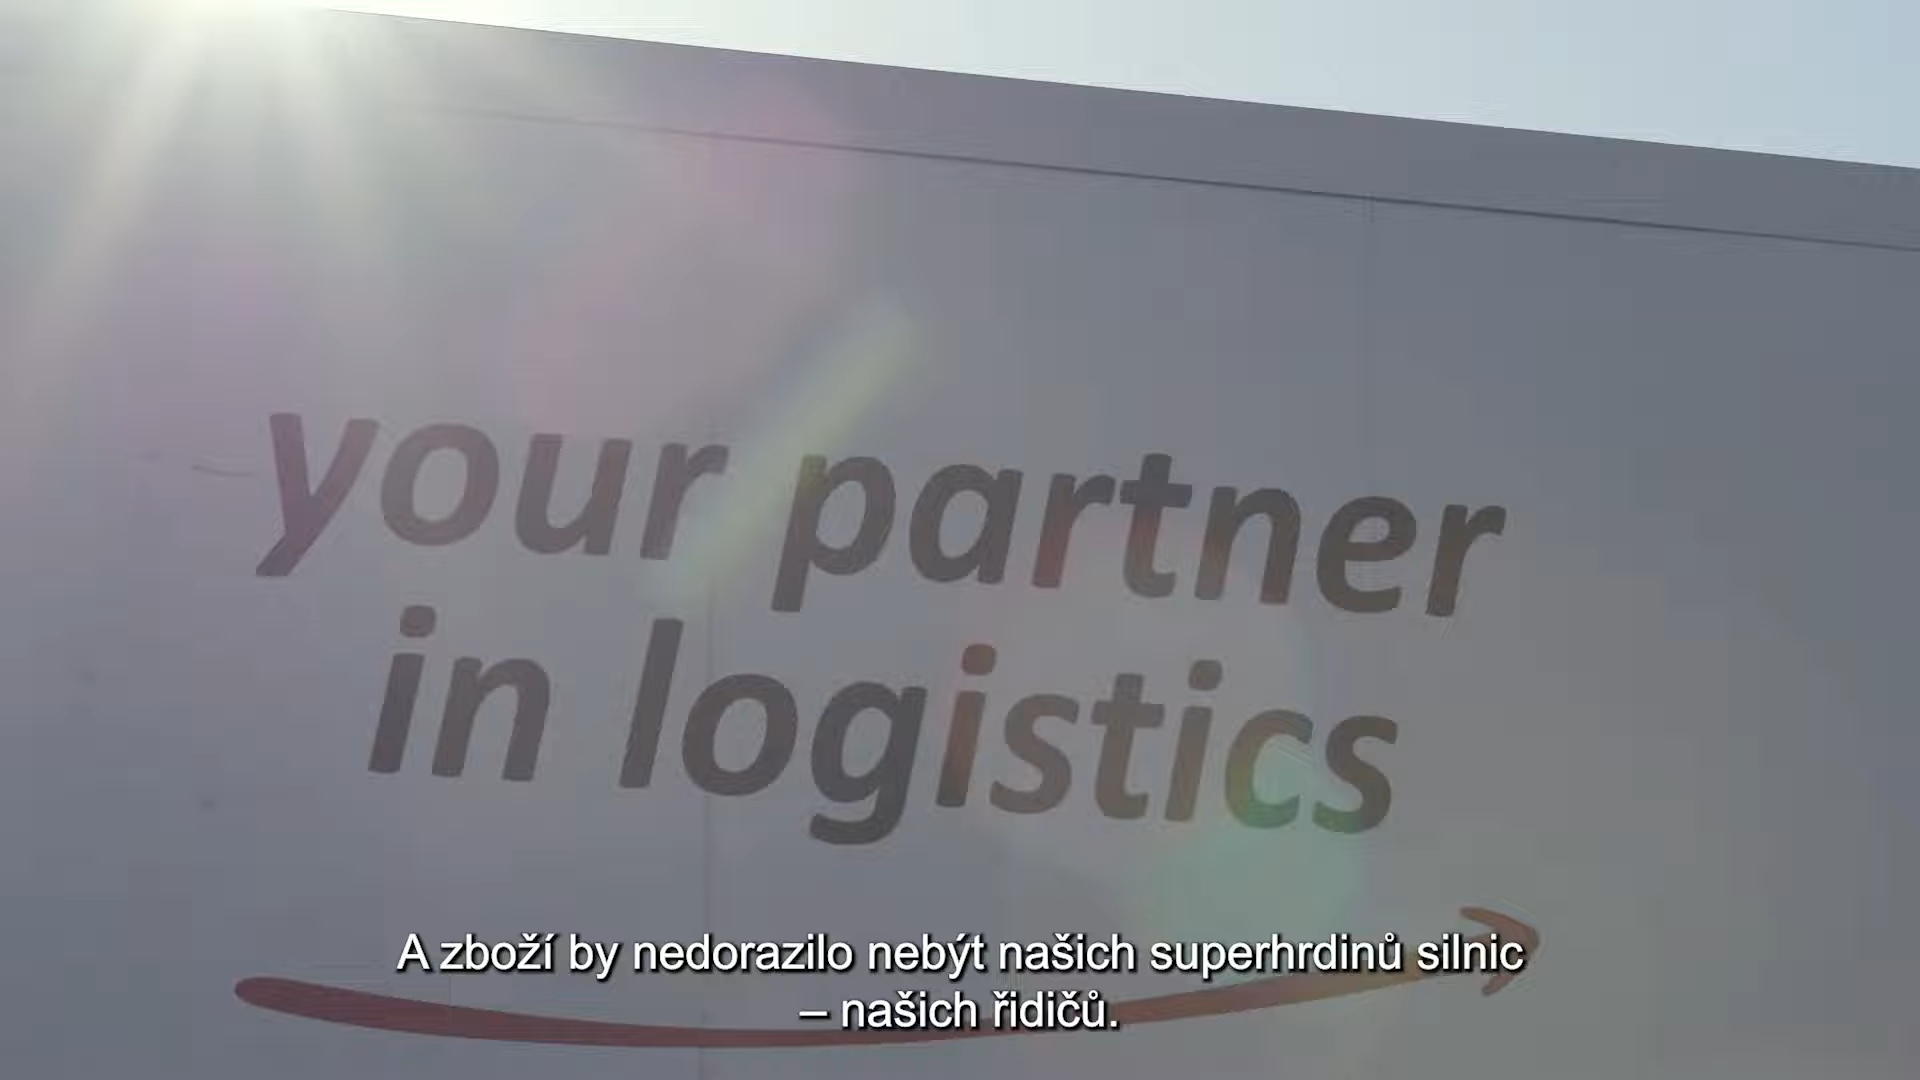 your partner
in logistics
A zboží by nedorazilo nebýt našich superhrdinů silnic
– našich řidičů.